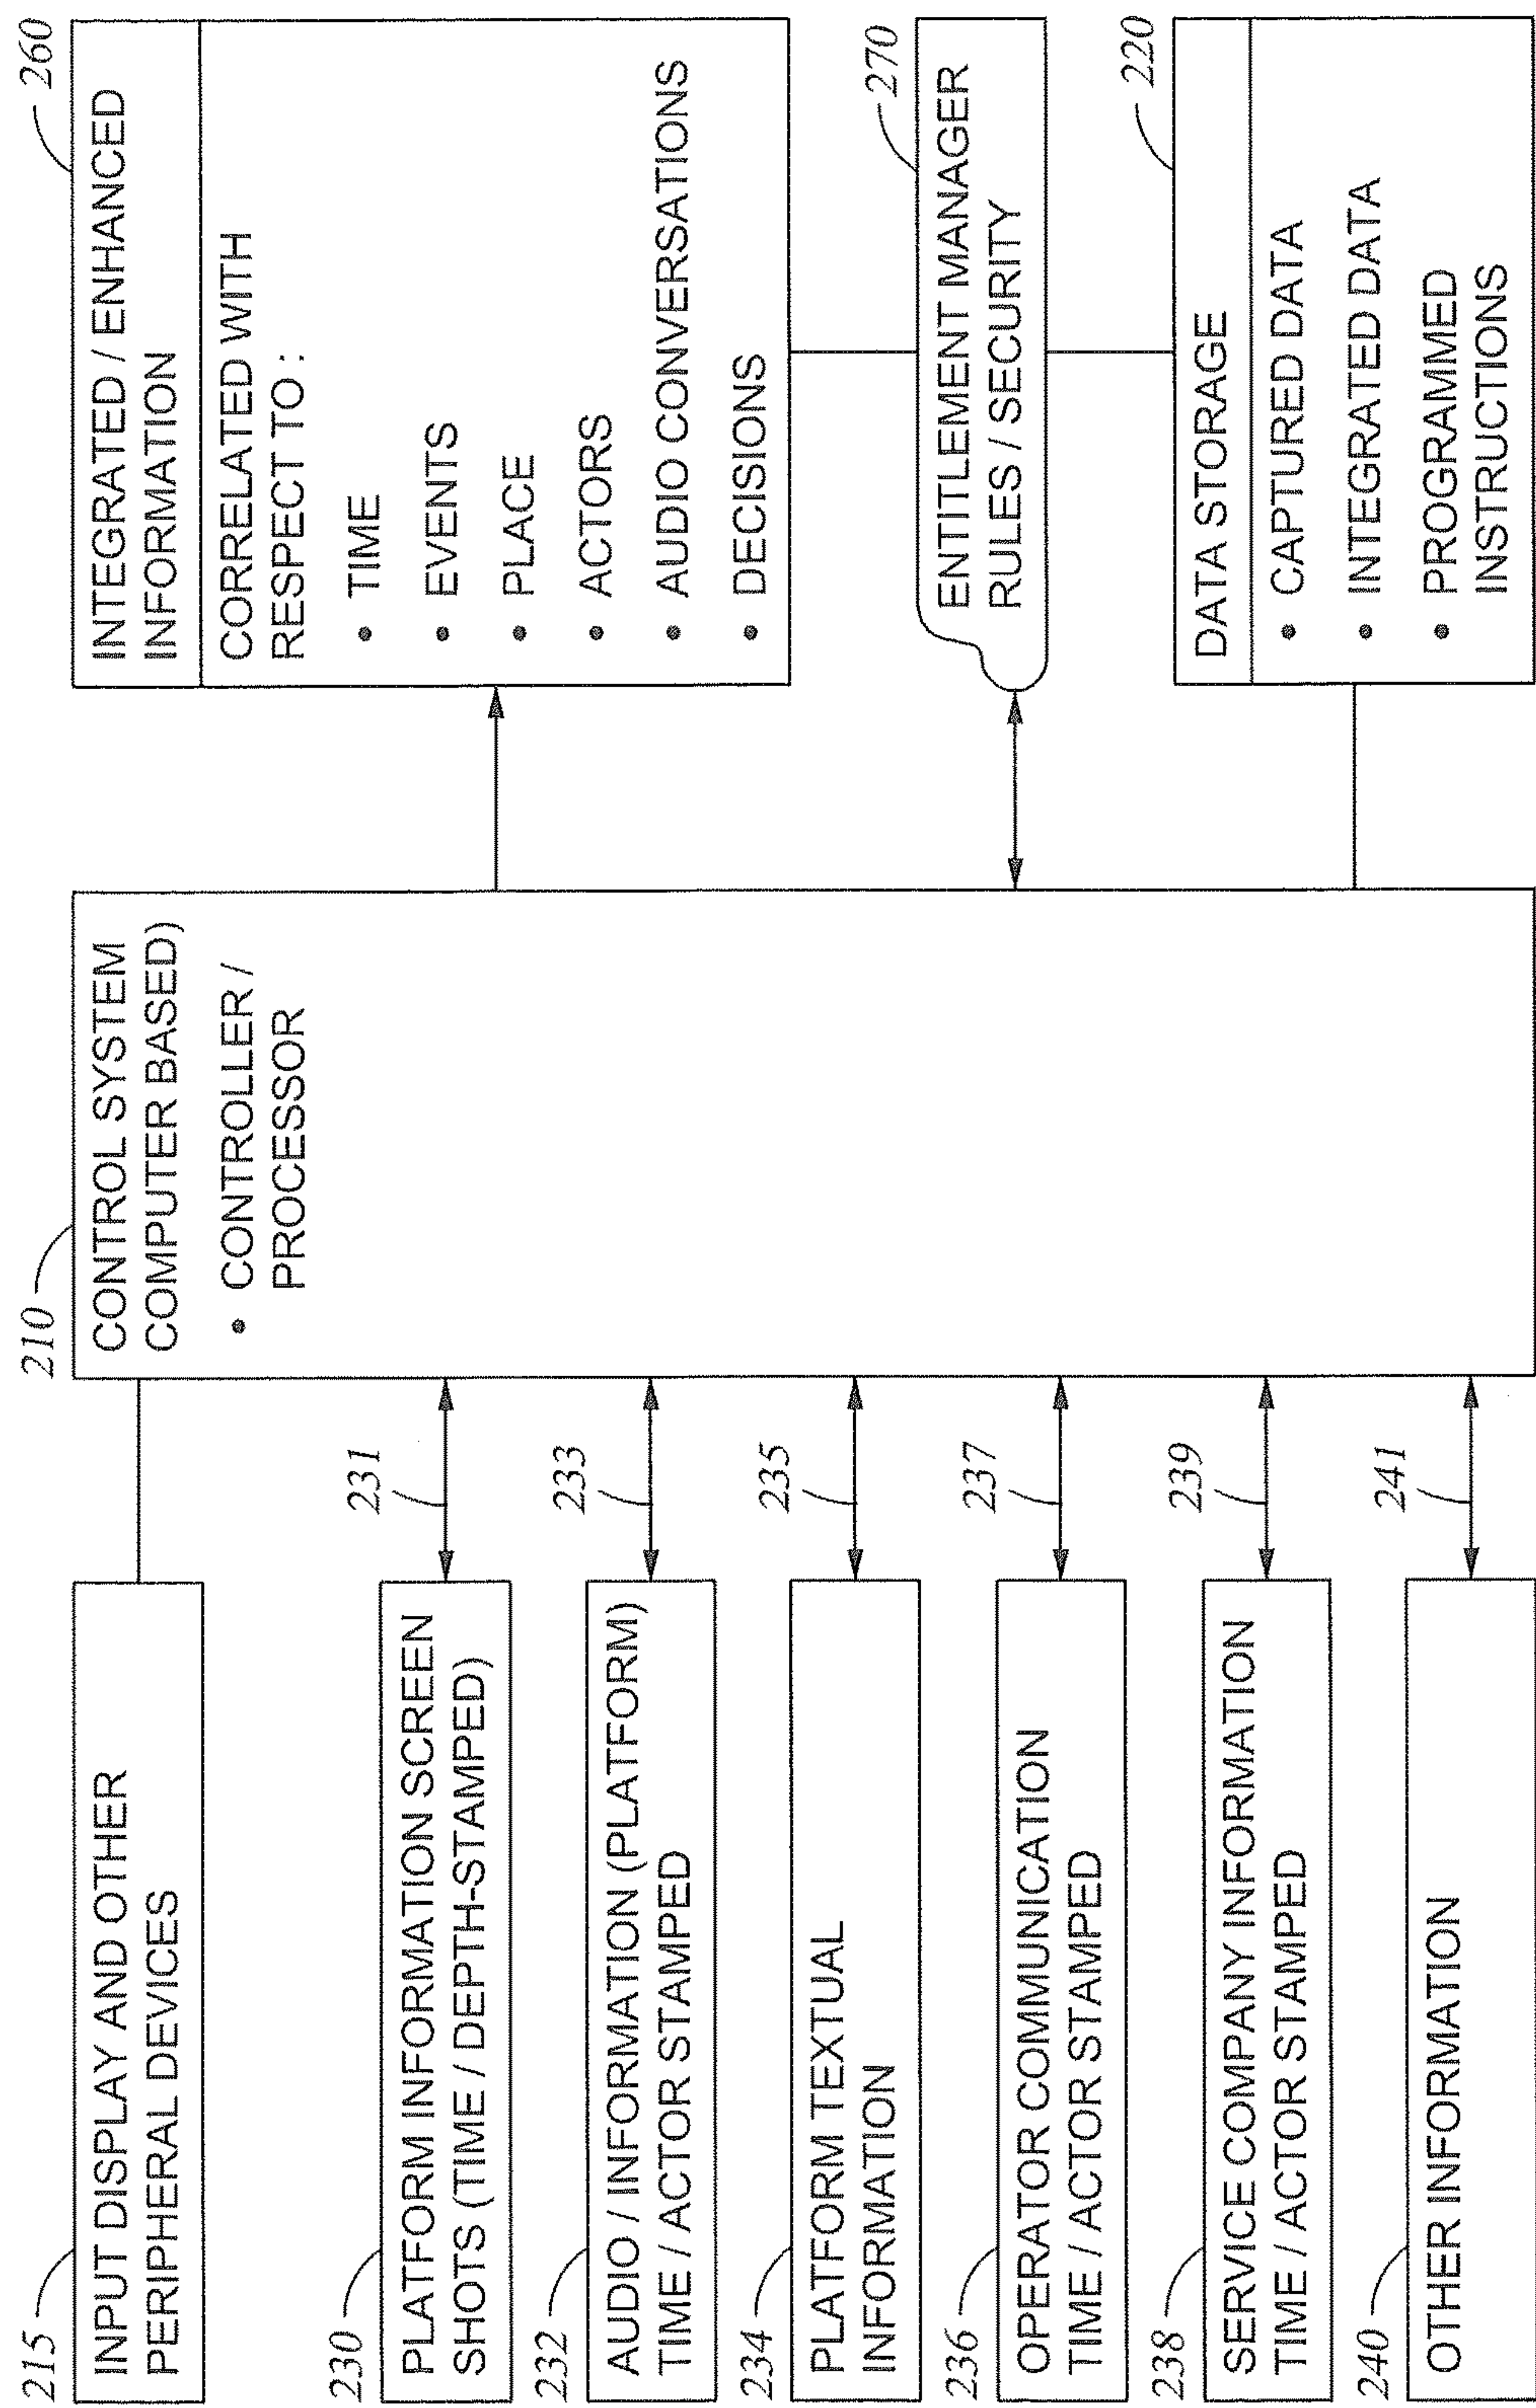 215
INPUT DISPLAY AND OTHER
PERIPHERAL DEVICES
230
PLATFORM INFORMATION SCREEN
SHOTS (TIME / DEPTH-STAMPED)
231
232
AUDIO / INFORMATION (PLATFORM)
TIME / ACTOR STAMPED
233
234
PLATFORM TEXTUAL
INFORMATION
235
236
OPERATOR COMMUNICATION
TIME / ACTOR STAMPED
237
238
SERVICE COMPANY INFORMATION
TIME / ACTOR STAMPED
239
240
OTHER INFORMATION
241
210
CONTROL SYSTEM
COMPUTER BASED)
• CONTROLLER /
PROCESSOR
260
INTEGRATED / ENHANCED
INFORMATION
CORRELATED WITH
RESPECT TO :
• TIME
• EVENTS
• PLACE
• ACTORS
• AUDIO CONVERSATIONS
• DECISIONS
270
ENTITLEMENT MANAGER
RULES / SECURITY
220
DATA STORAGE
• CAPTURED DATA
• INTEGRATED DATA
• PROGRAMMED
INSTRUCTIONS